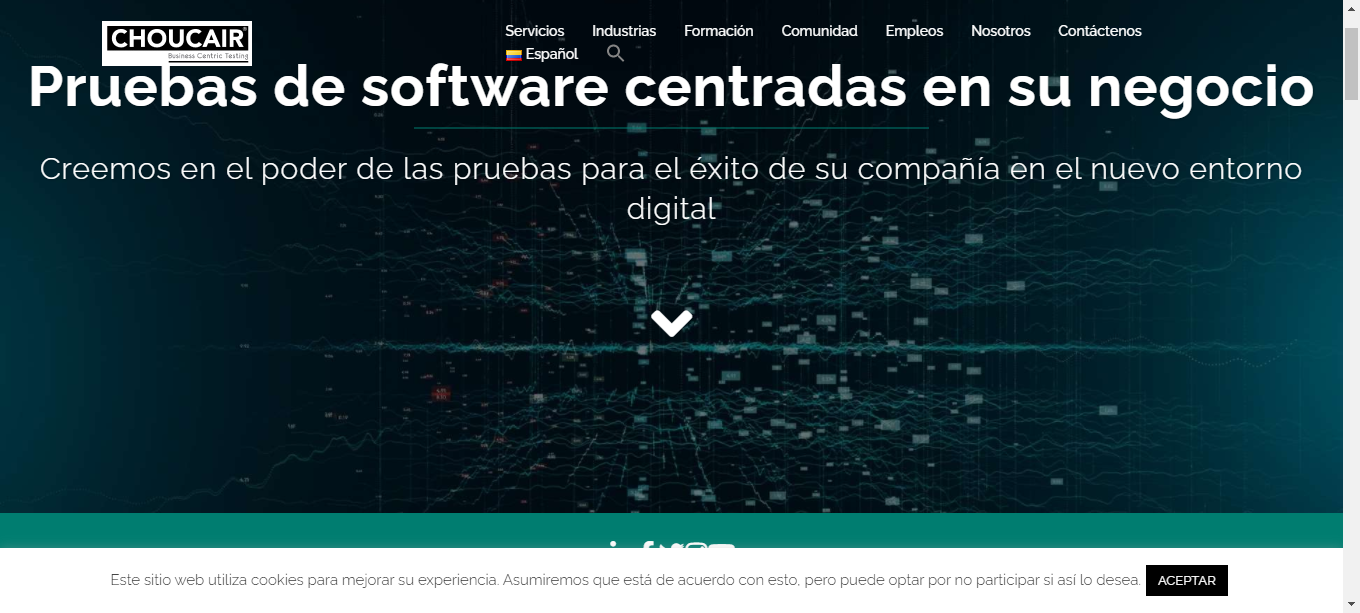 CHOUCAIR®
Business Centric Testing
Servicios Industrias Formación Comunidad Empleos Nosotros Contáctenos
Español
Pruebas de software centradas en su negocio
Creemos en el poder de las pruebas para el éxito de su compañía en el nuevo entorno
digital
Este sitio web utiliza cookies para mejorar su experiencia. Asumiremos que está de acuerdo con esto, pero puede optar por no participar si así lo desea. ACEPTAR